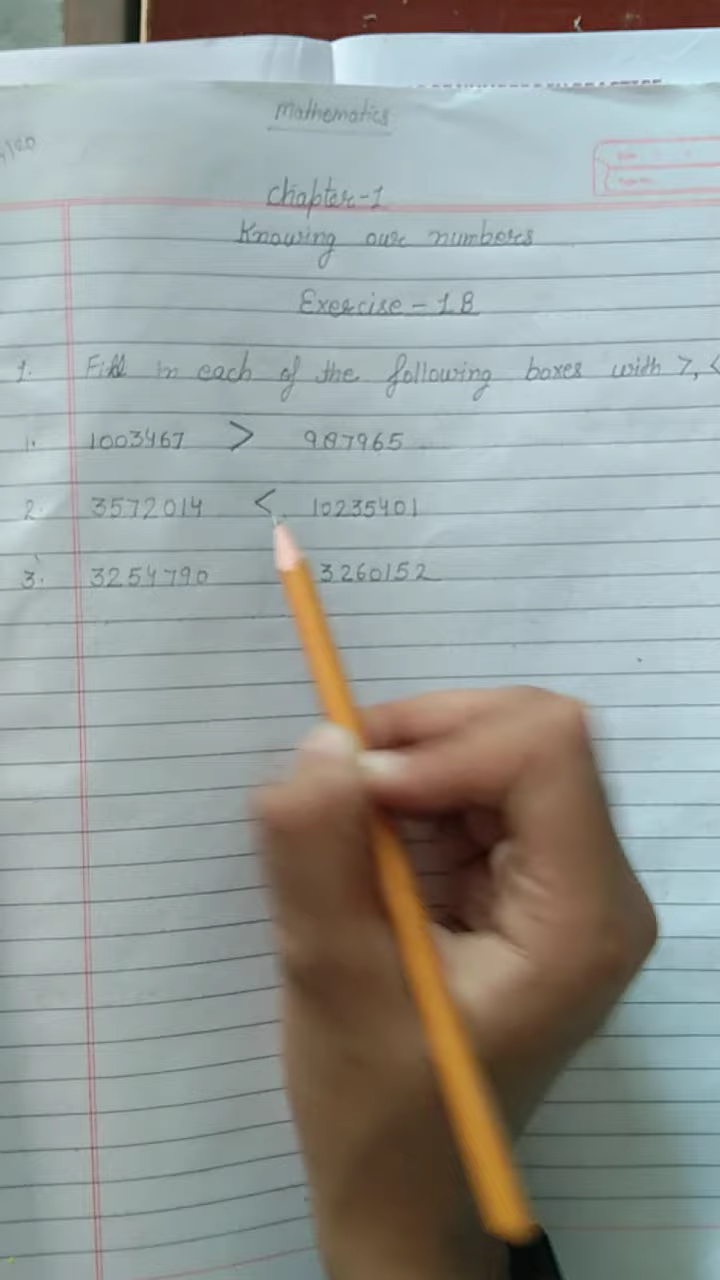 Mathematics
Chapter-1
Knowing our numbers
Exercise - 1B
1. Fill in each of the following boxes with >, <
1. 1003467 > 987965
2. 3572014 < 10235401
3. 3254790 3260152